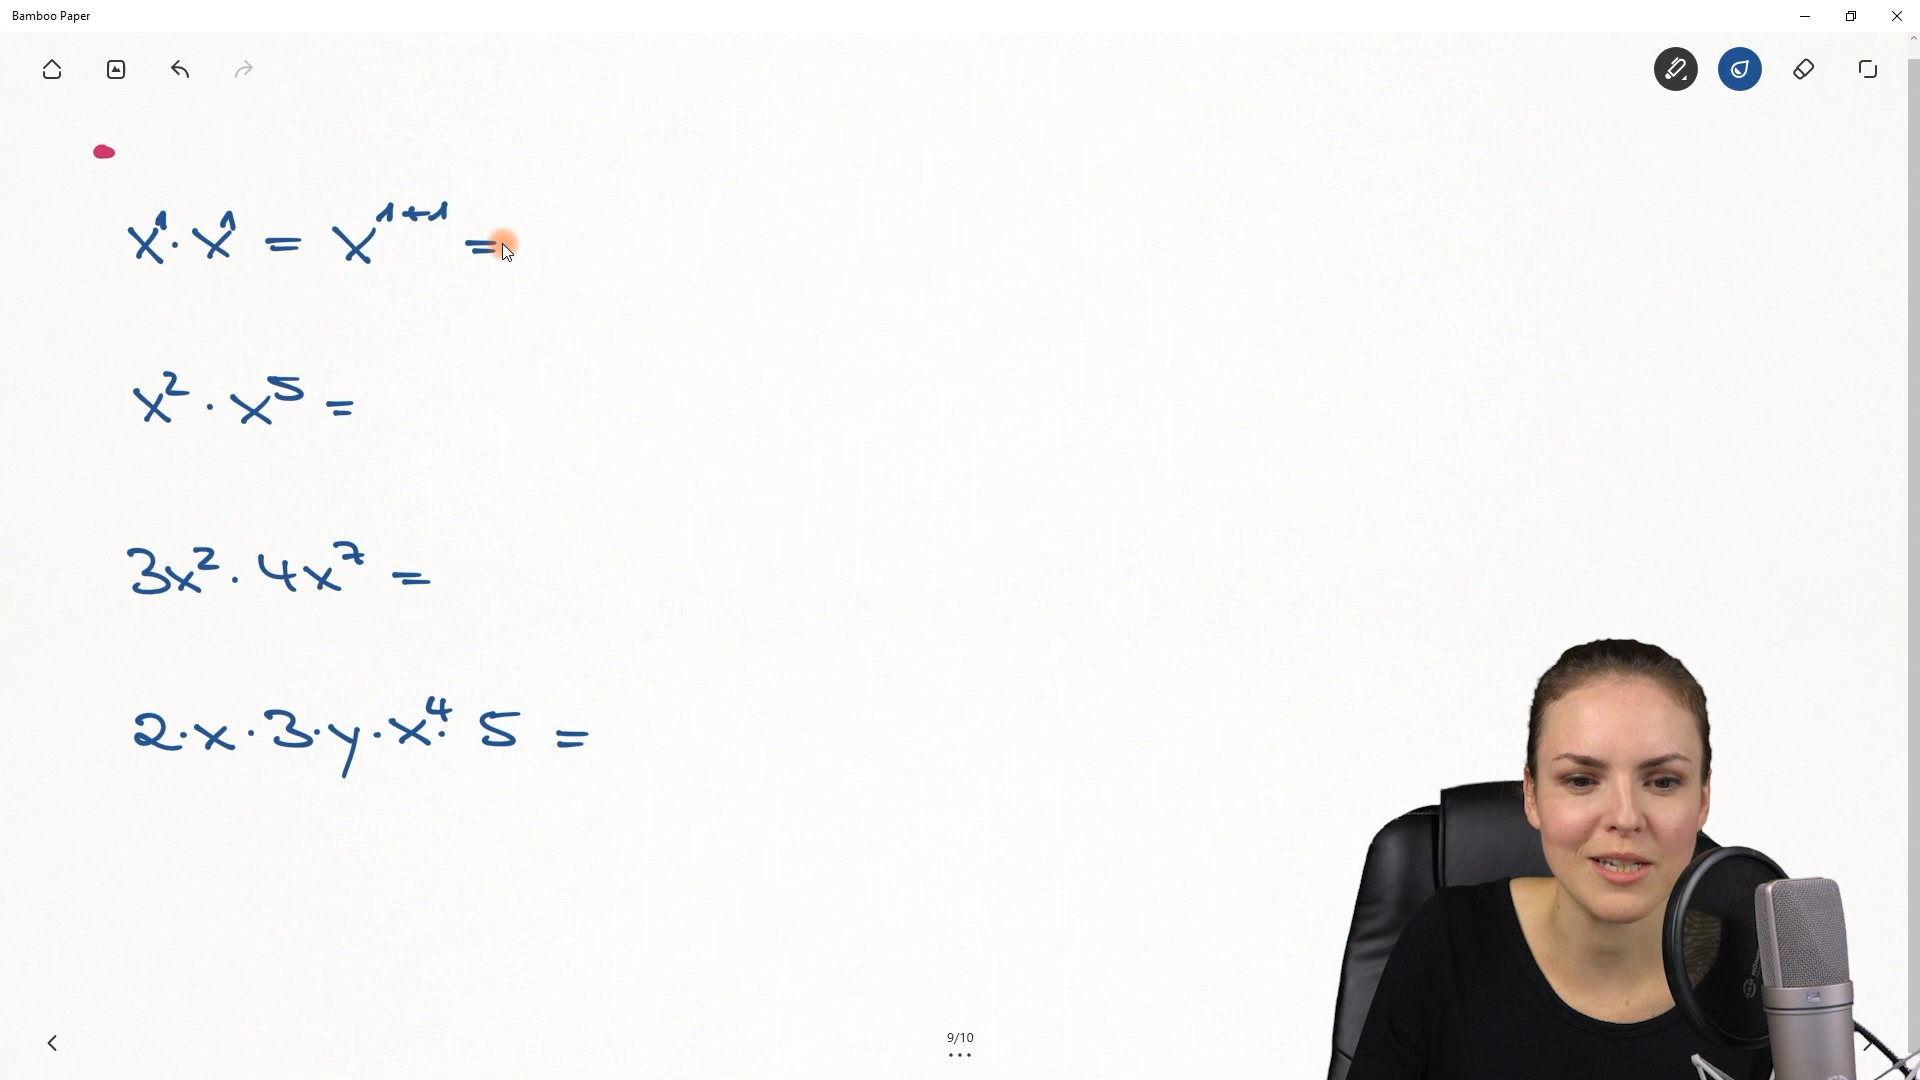 Bamboo Paper
x¹ · x¹ = x¹⁺¹ =
x² · x⁵ =
3x² · 4x⁷ =
2 · x · 3 · y · x⁴ · 5 =
9/10